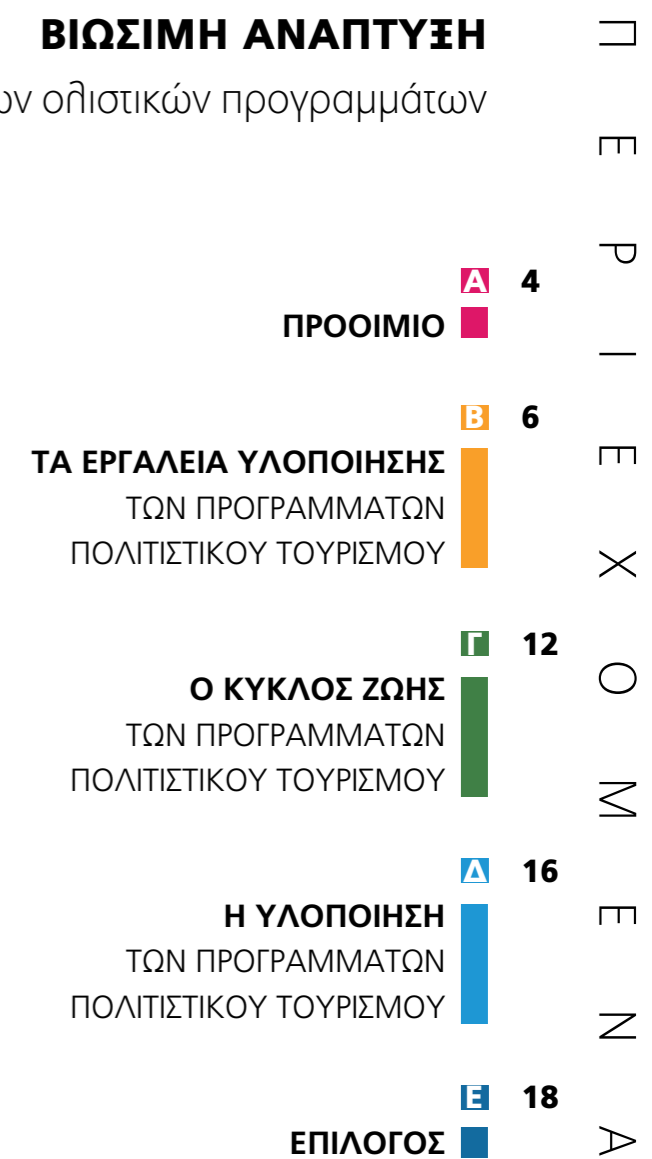 ΒΙΩΣΙΜΗ ΑΝΑΠΤΥΞΗ
ολιστικών προγραμμάτων
ΠΕΡΙΕΧΟΜΕΝΑ
Α 4
ΠΡΟΟΙΜΙΟ
Β 6
ΤΑ ΕΡΓΑΛΕΙΑ ΥΛΟΠΟΙΗΣΗΣ
ΤΩΝ ΠΡΟΓΡΑΜΜΑΤΩΝ
ΠΟΛΙΤΙΣΤΙΚΟΥ ΤΟΥΡΙΣΜΟΥ
Γ 12
Ο ΚΥΚΛΟΣ ΖΩΗΣ
ΤΩΝ ΠΡΟΓΡΑΜΜΑΤΩΝ
ΠΟΛΙΤΙΣΤΙΚΟΥ ΤΟΥΡΙΣΜΟΥ
Δ 16
Η ΥΛΟΠΟΙΗΣΗ
ΤΩΝ ΠΡΟΓΡΑΜΜΑΤΩΝ
ΠΟΛΙΤΙΣΤΙΚΟΥ ΤΟΥΡΙΣΜΟΥ
Ε 18
ΕΠΙΛΟΓΟΣ